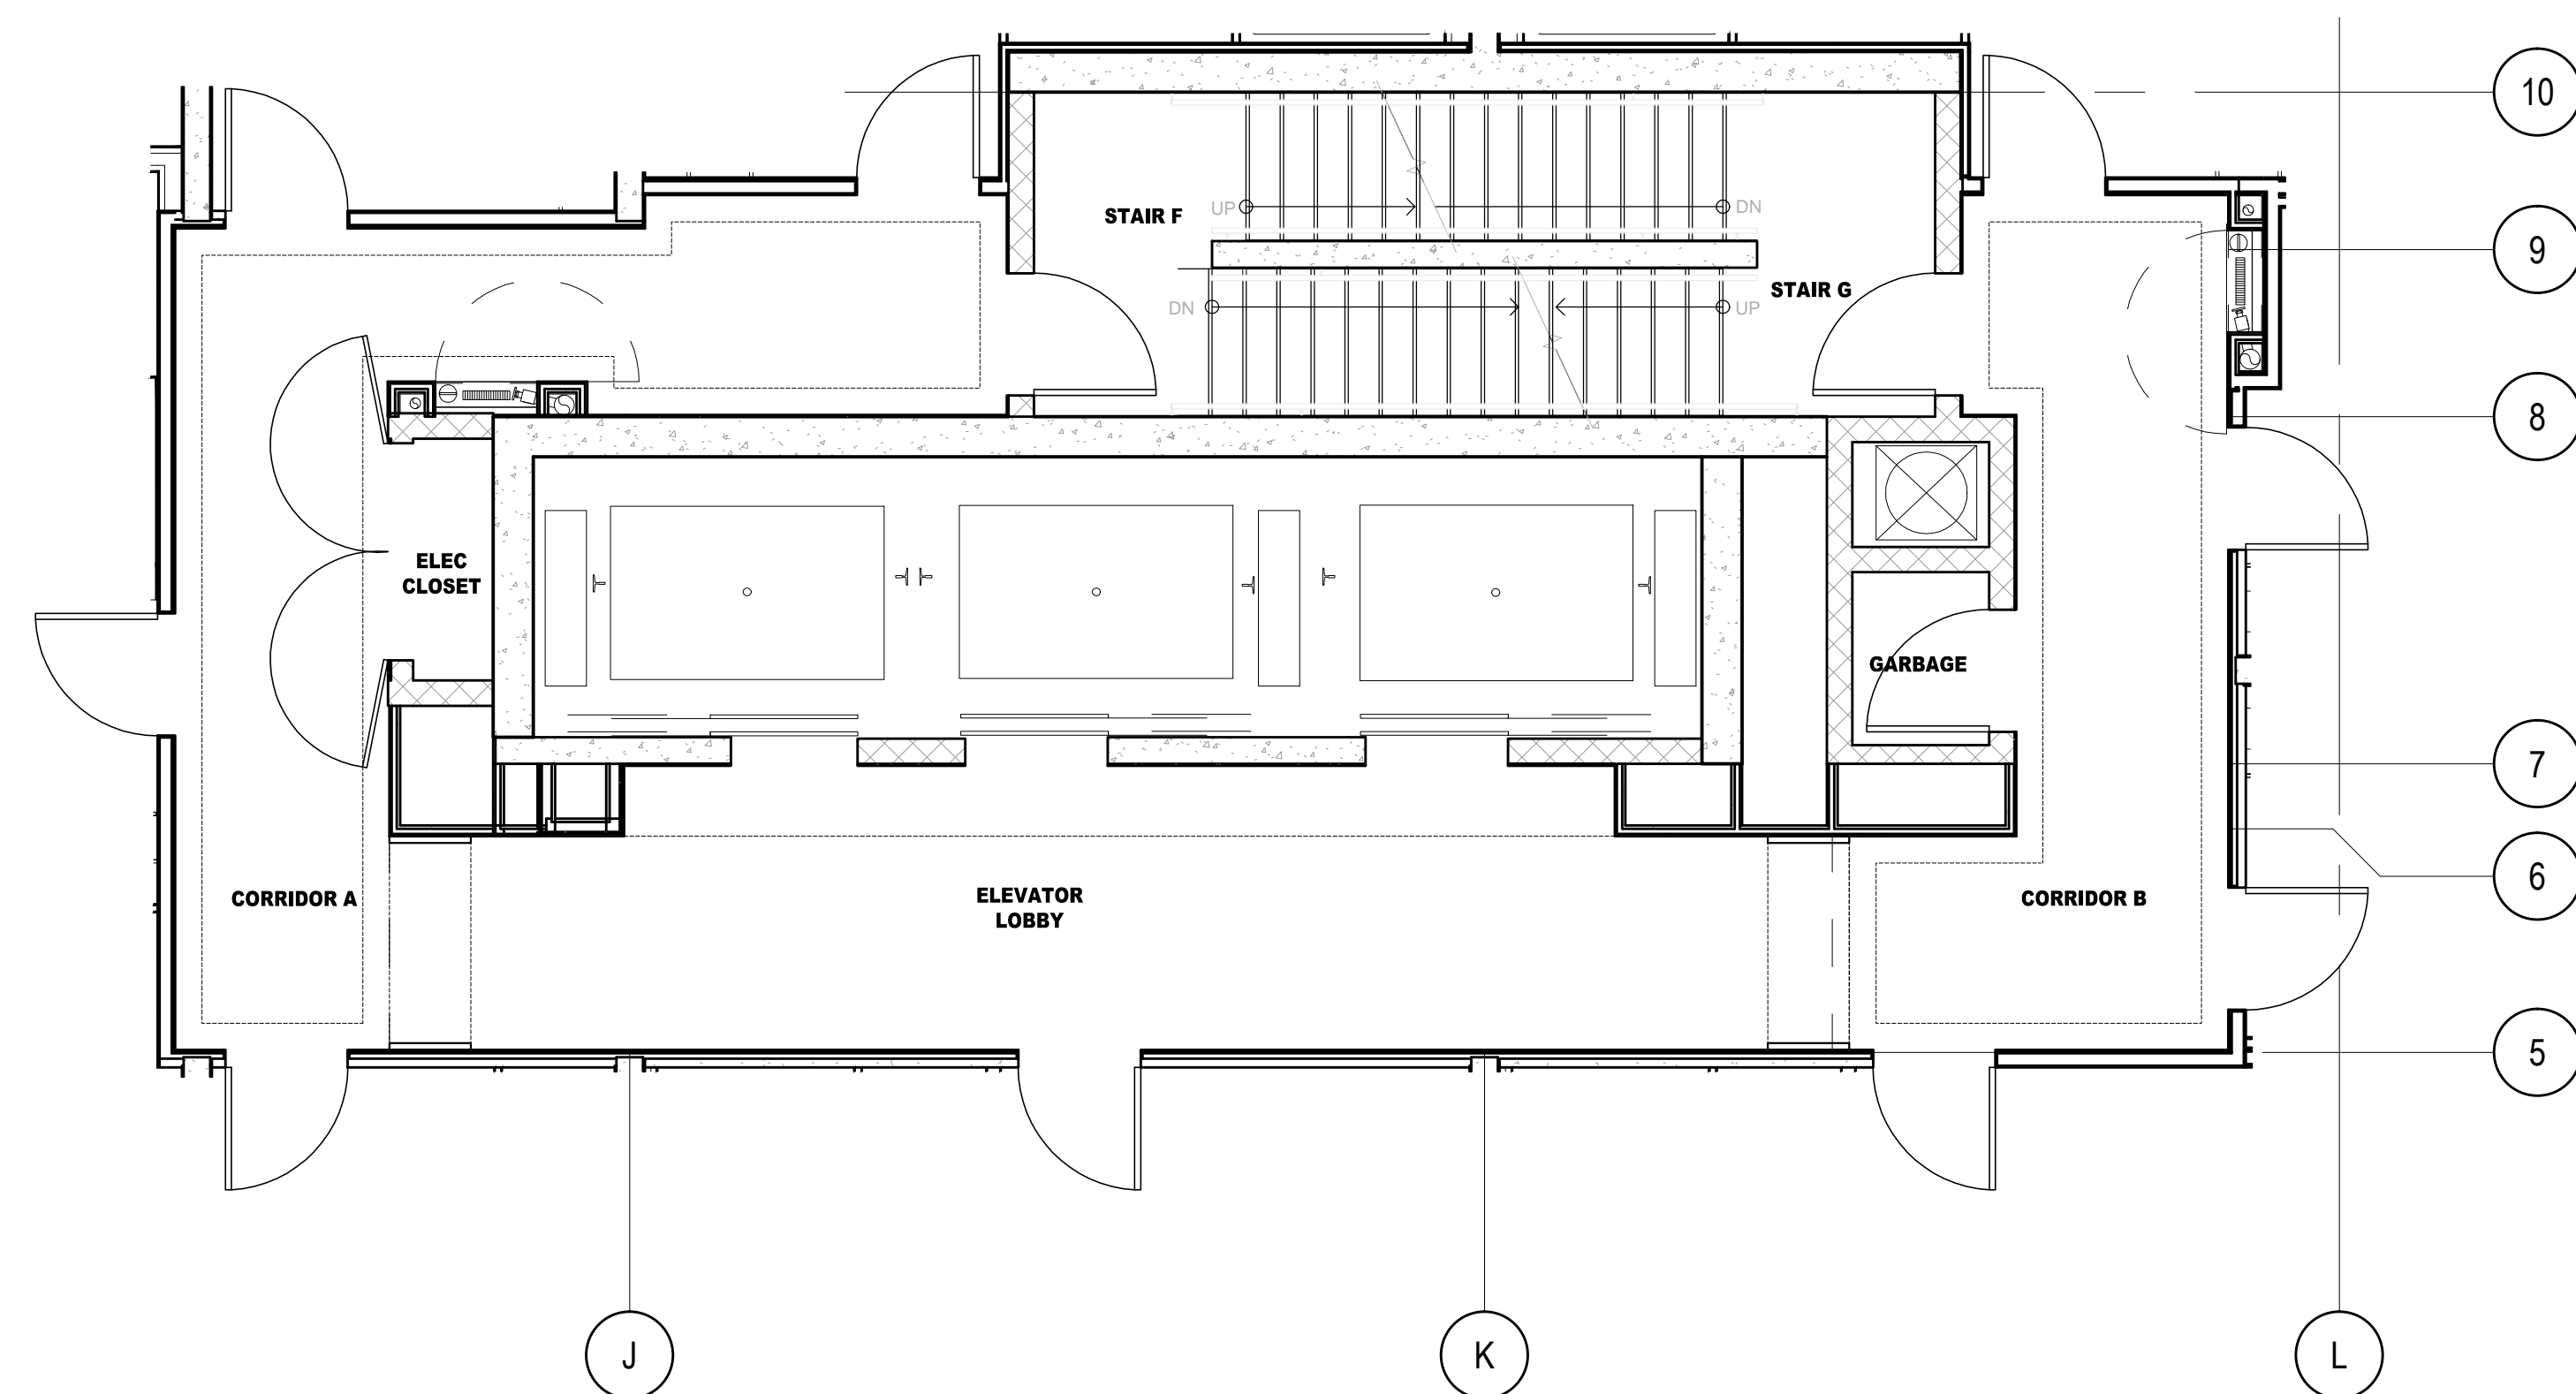 10
STAIR F
UP
DN
9
STAIR G
DN
UP
8
ELEC
CLOSET
GARBAGE
7
6
CORRIDOR A
ELEVATOR
LOBBY
CORRIDOR B
5
J
K
L